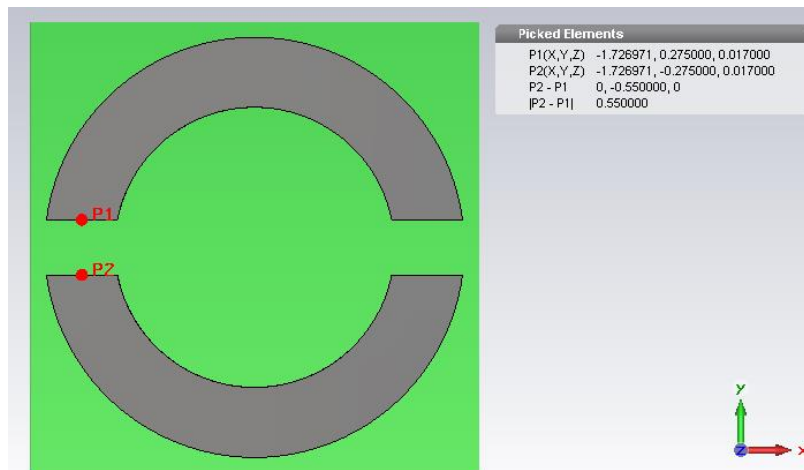 Picked Elements
P1(X,Y,Z) -1.726971, 0.275000, 0.017000
P2(X,Y,Z) -1.726971, -0.275000, 0.017000
P2 - P1 0, -0.550000, 0
|P2 - P1| 0.550000
P1
P2
Y
Z
X